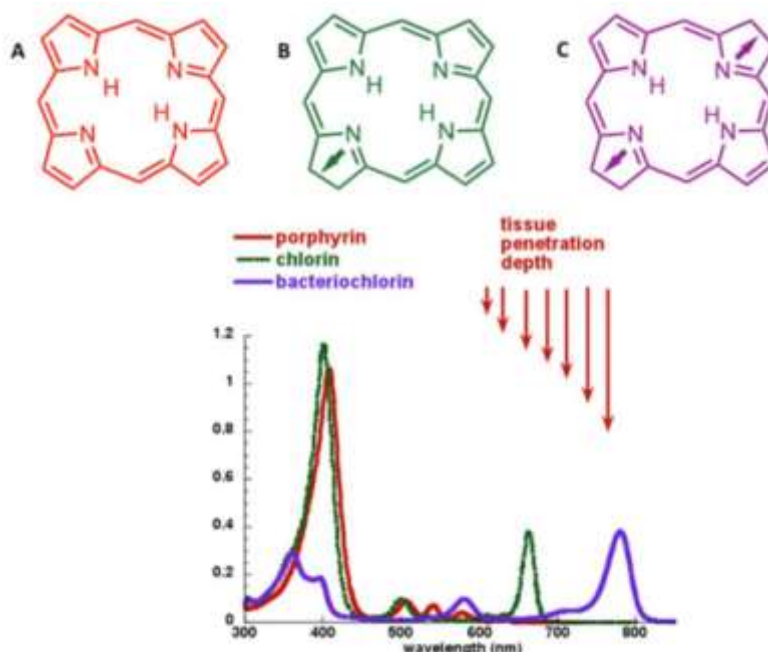 A
B
C
N
H
N
H
N
N
N
H
N
H
N
N
N
H
N
H
N
N
porphyrin
chlorin
bacteriochlorin
tissue
penetration
depth
1.2
1
0.8
0.6
0.4
0.2
0
300
400
500
600
700
800
wavelength (nm)